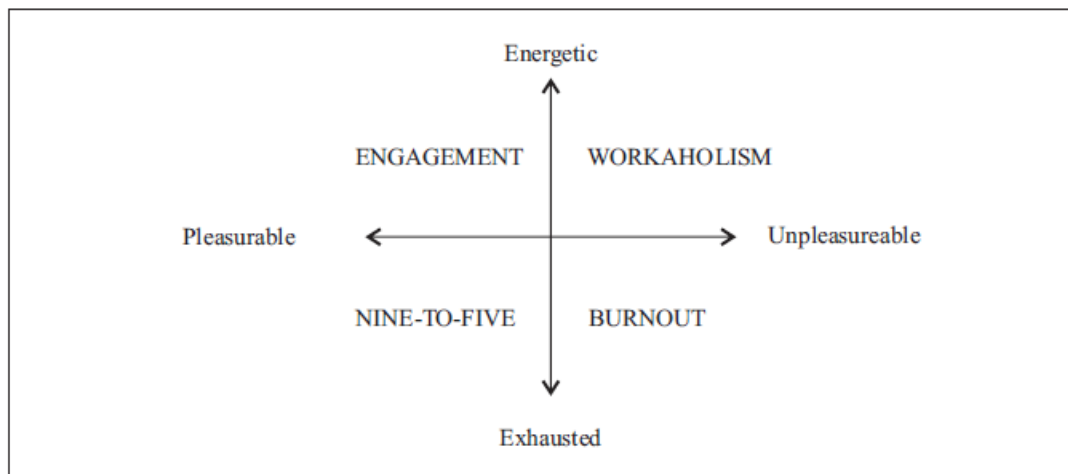 Energetic
ENGAGEMENT WORKAHOLISM
Pleasurable Unpleasureable
NINE-TO-FIVE BURNOUT
Exhausted